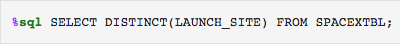 %sql SELECT DISTINCT(LAUNCH_SITE) FROM SPACEXTBL;